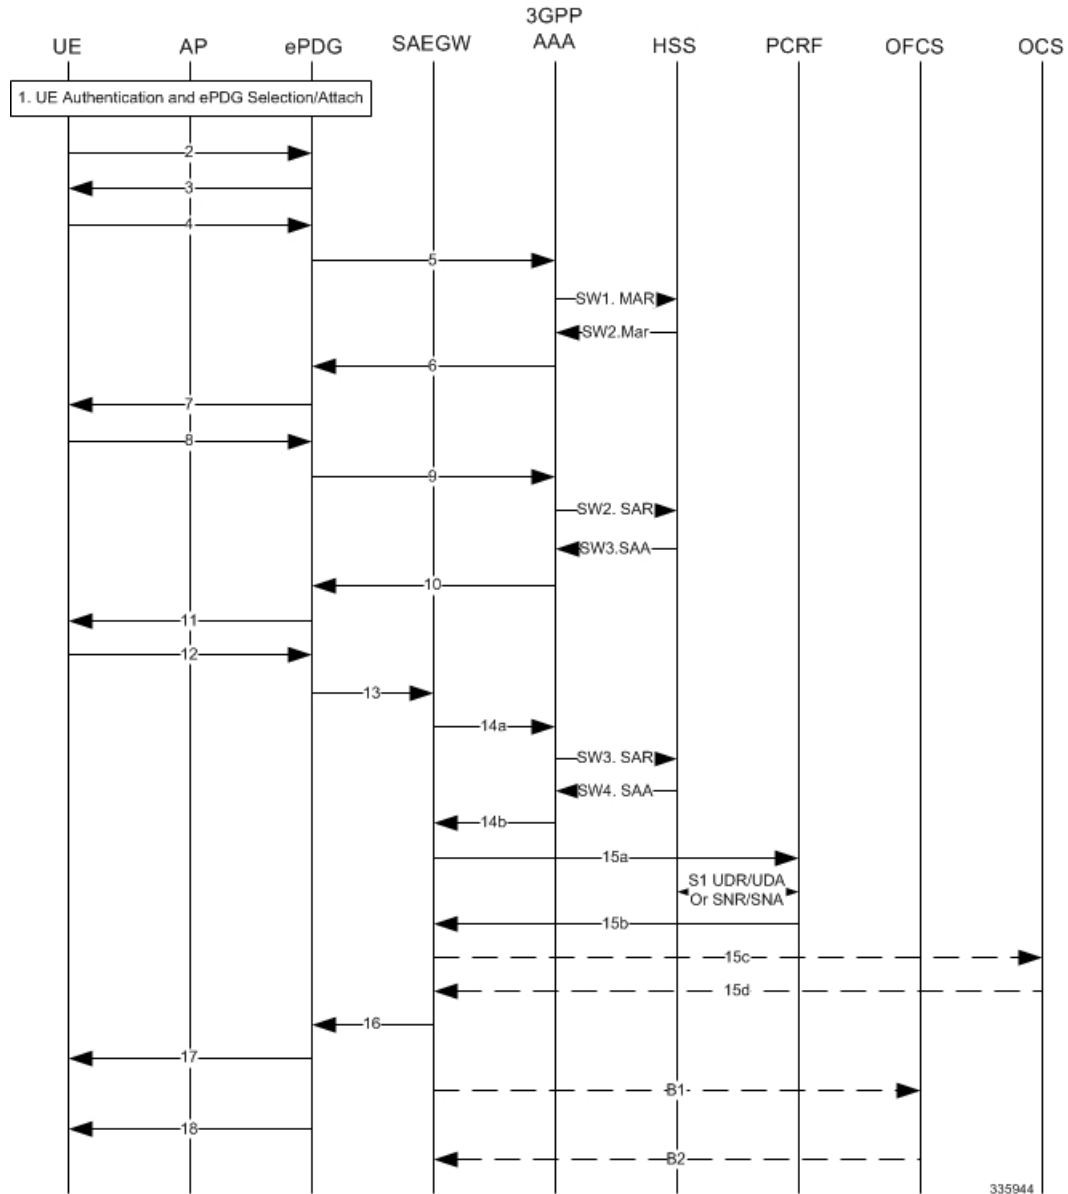 3GPP
UE AP ePDG SAEGW AAA HSS PCRF OFCS OCS
1. UE Authentication and ePDG Selection/Attach
2
3
4
5
SW1. MAR
SW2.Mar
6
7
8
9
SW2. SAR
SW3.SAA
10
11
12
13
14a
SW3. SAR
SW4. SAA
14b
15a
S1 UDR/UDA
Or SNR/SNA
15b
15c
15d
16
17
B1
18
B2
335944